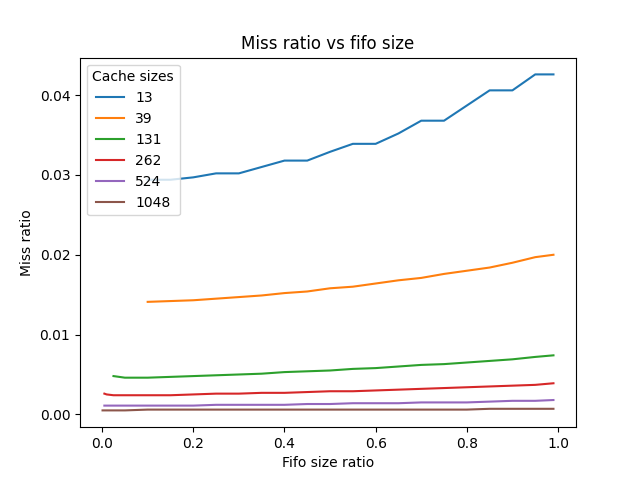 Miss ratio vs fifo size
Cache sizes
13
39
131
262
524
1048
0.04
0.03
0.02
0.01
0.00
Miss ratio
0.0 0.2 0.4 0.6 0.8 1.0
Fifo size ratio